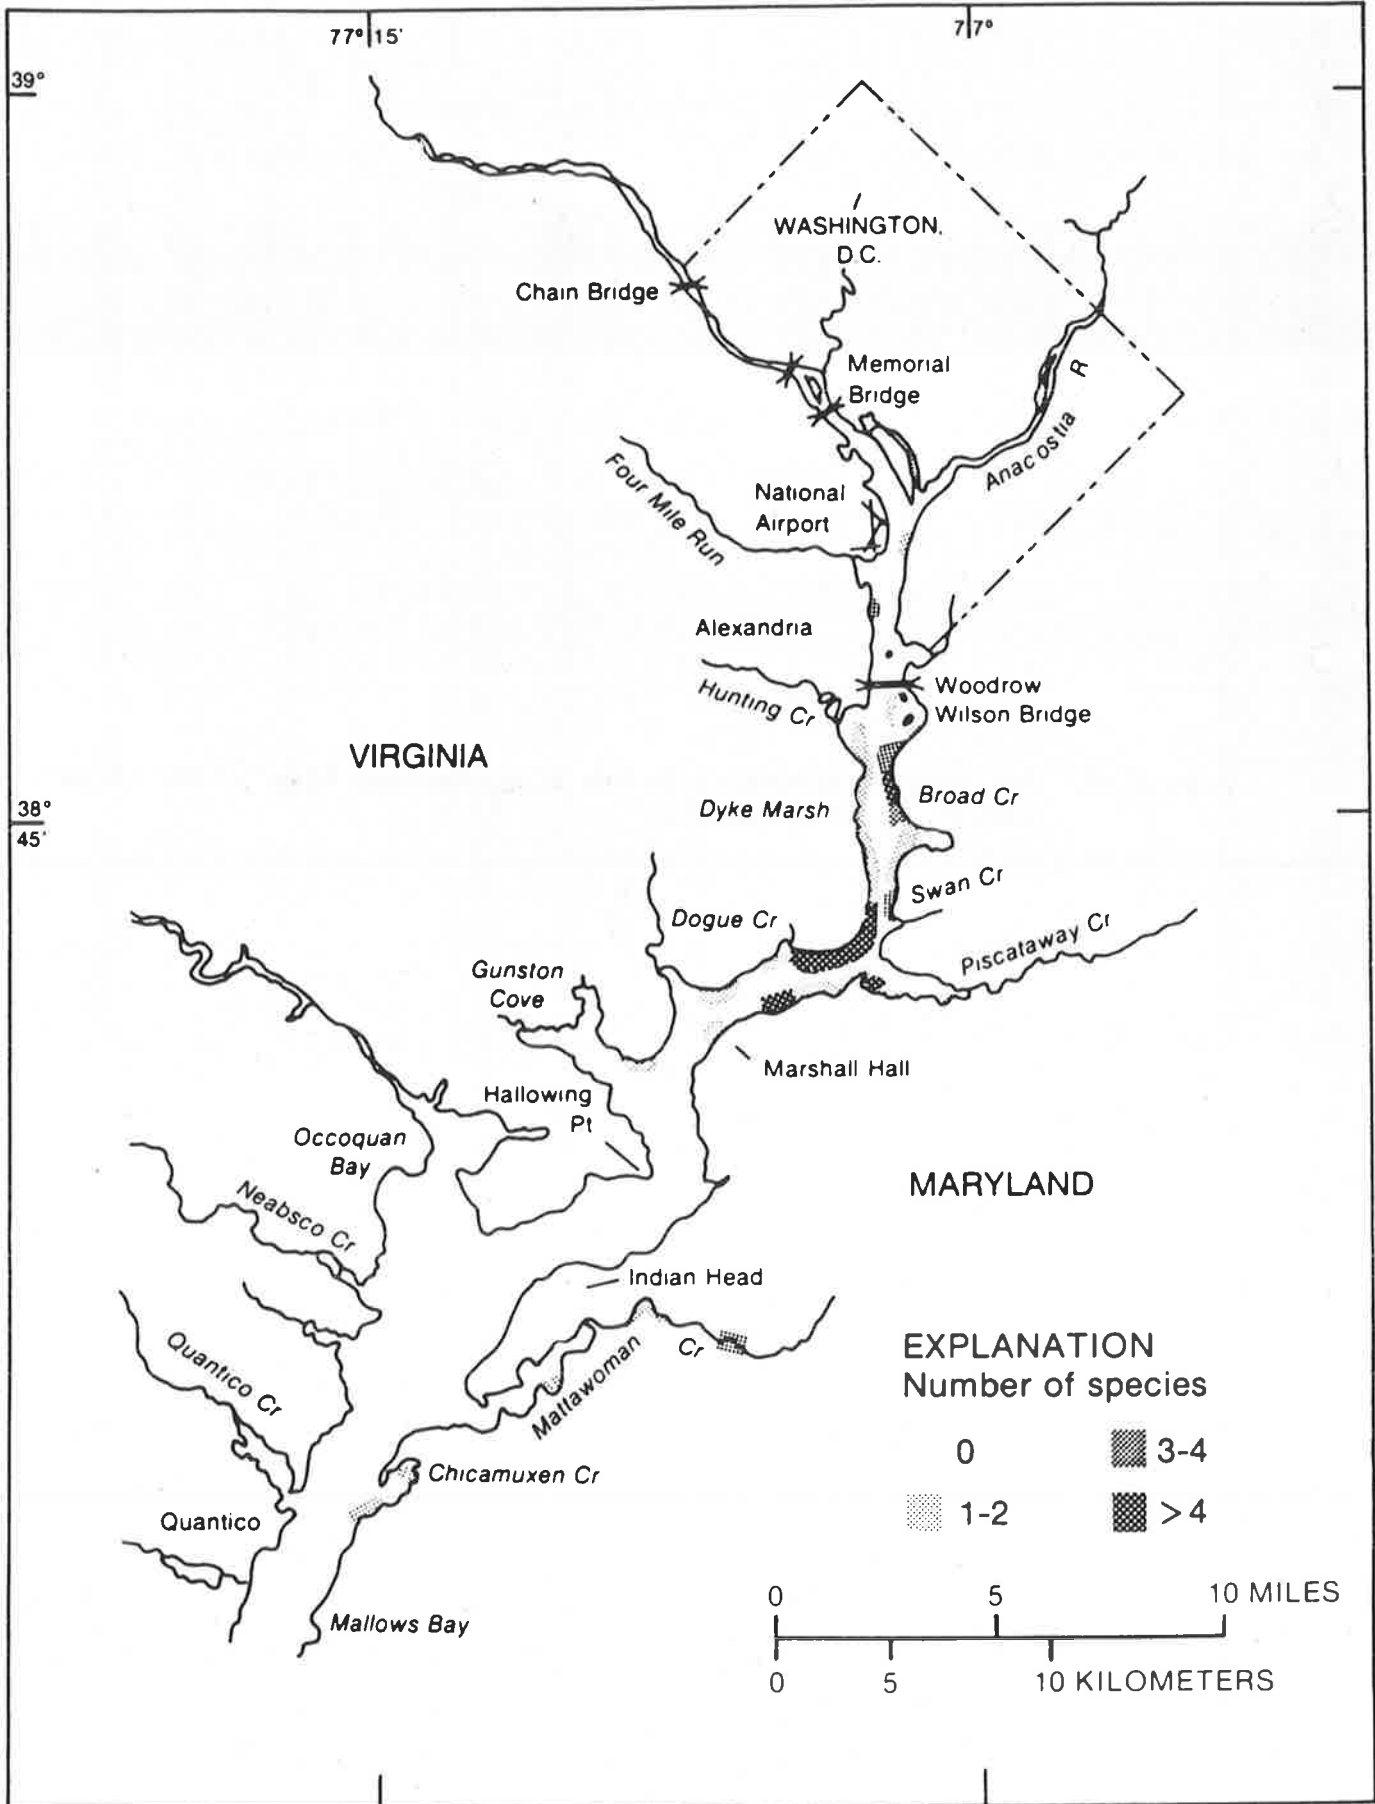 77° 15'
77°
39°
WASHINGTON,
D.C.
Chain Bridge
Memorial
Bridge
Anacostia R
Four Mile Run
National
Airport
Alexandria
Hunting Cr
Woodrow
Wilson Bridge
VIRGINIA
Dyke Marsh
Broad Cr
38°
45'
Swan Cr
Dogue Cr
Piscataway Cr
Gunston
Cove
Marshall Hall
Hallowing
Pt
Occoquan
Bay
MARYLAND
Neabsco Cr
Indian Head
Quantico Cr
Mattawoman Cr
EXPLANATION
Number of species
0
3-4
1-2
>4
Chicamuxen Cr
Quantico
Mallows Bay
0 5 10 MILES
0 5 10 KILOMETERS